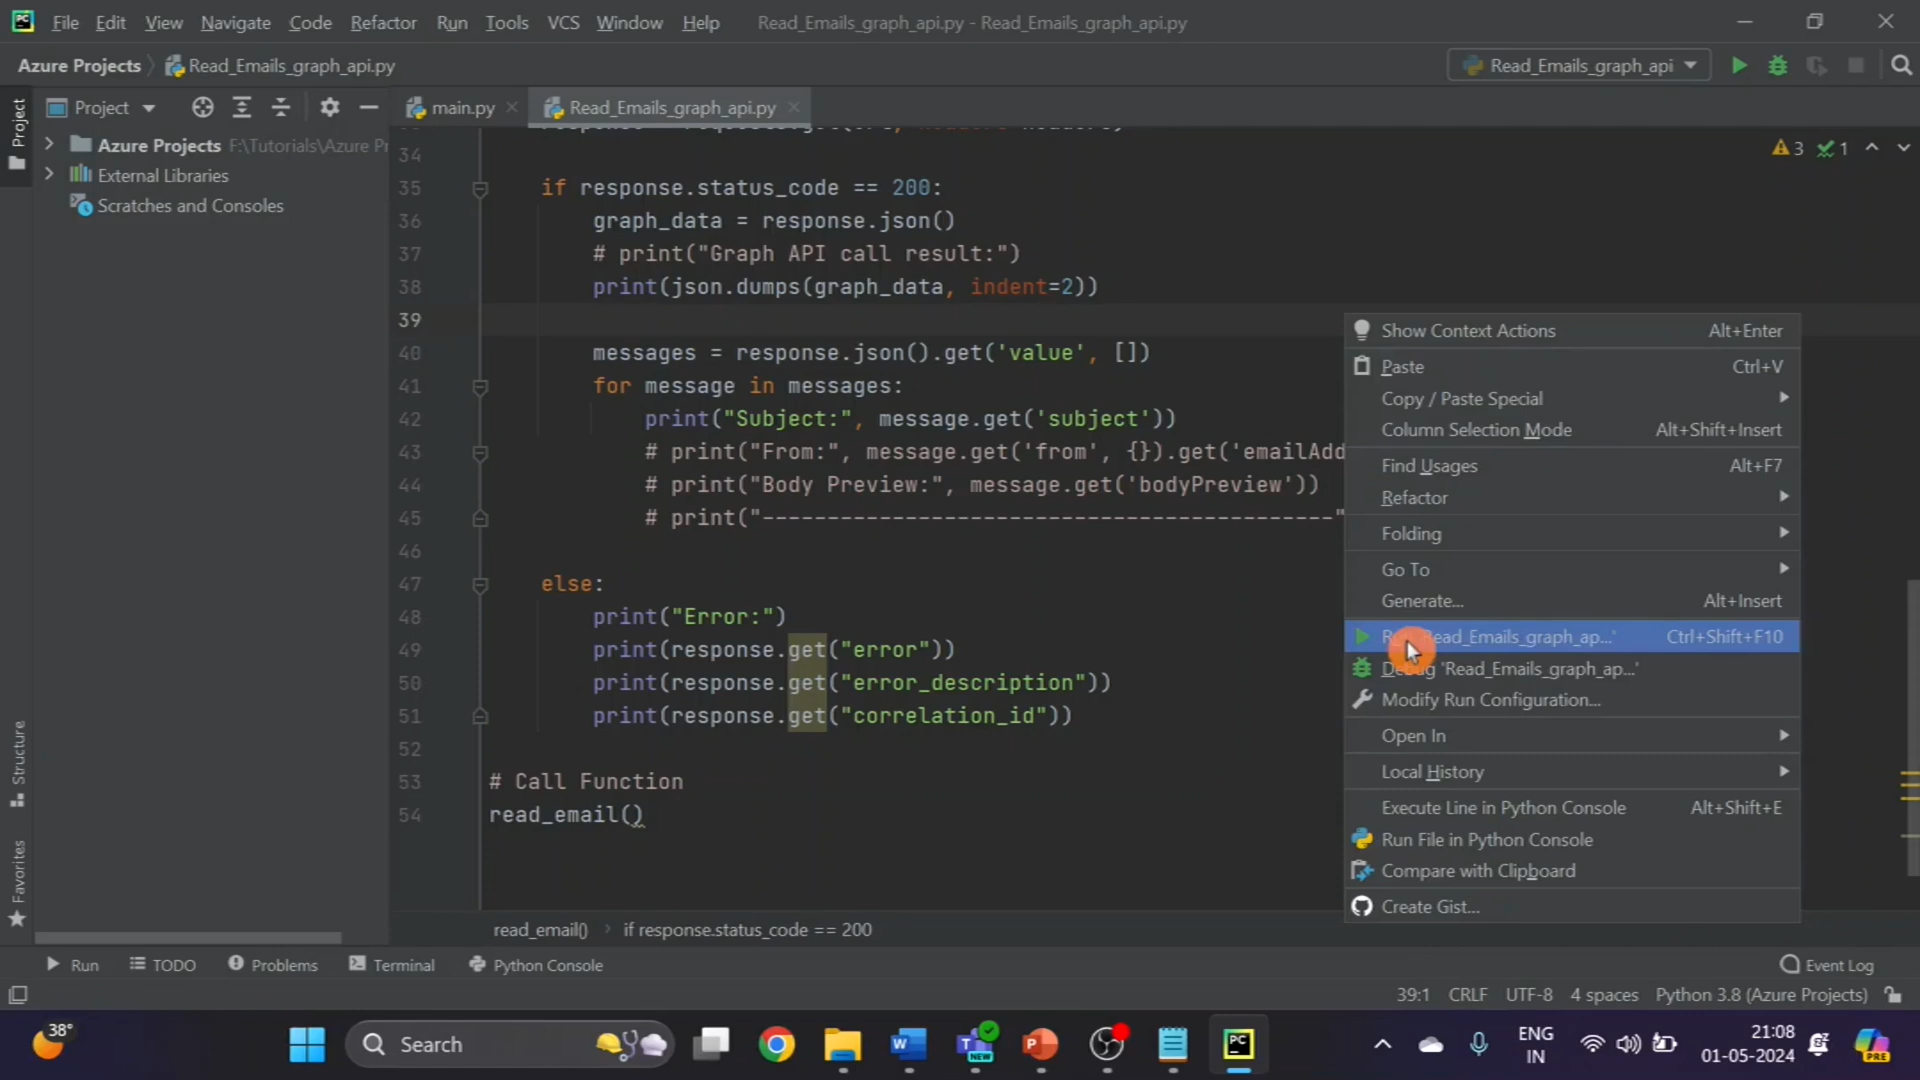 File Edit View Navigate Code Refactor Run Tools VCS Window Help Read_Emails_graph_api.py - Read_Emails_graph_api.py
Azure Projects Read_Emails_graph_api.py Read_Emails_graph_api
Project main.py Read_Emails_graph_api.py
Project
Azure Projects F:\Tutorials\Azure Pr
External Libraries
Scratches and Consoles
3 1
34
35 if response.status_code == 200:
36 graph_data = response.json()
37 # print("Graph API call result:")
38 print(json.dumps(graph_data, indent=2))
39
40 messages = response.json().get('value', [])
41 for message in messages:
42 print("Subject:", message.get('subject'))
43 # print("From:", message.get('from', {}).get('emailAdd
44 # print("Body Preview:", message.get('bodyPreview'))
45 # print("--------------------------------------------"
46
47 else:
48 print("Error:")
49 print(response.get("error"))
50 print(response.get("error_description"))
51 print(response.get("correlation_id"))
52
53 # Call Function
54 read_email()
Show Context Actions Alt+Enter
Paste Ctrl+V
Copy / Paste Special
Column Selection Mode Alt+Shift+Insert
Find Usages Alt+F7
Refactor
Folding
Go To
Generate... Alt+Insert
Read_Emails_graph_ap...' Ctrl+Shift+F10
Debug 'Read_Emails_graph_ap...'
Modify Run Configuration...
Open In
Local History
Execute Line in Python Console Alt+Shift+E
Run File in Python Console
Compare with Clipboard
Create Gist...
Structure
Favorites
read_email() if response.status_code == 200
Run TODO Problems Terminal Python Console Event Log
39:1 CRLF UTF-8 4 spaces Python 3.8 (Azure Projects)
38° Search NEW PC ENG
IN 21:08
01-05-2024 PRE